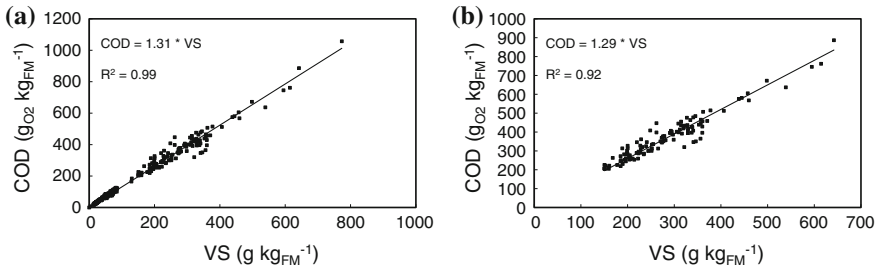 (a)
1200
1000
800
600
400
200
0
COD (gO2 kgFM⁻¹)
COD = 1.31 * VS
R² = 0.99
0 200 400 600 800 1000
VS (g kgFM⁻¹)
(b)
1000
900
800
700
600
500
400
300
200
100
0
COD (gO2 kgFM⁻¹)
COD = 1.29 * VS
R² = 0.92
0 100 200 300 400 500 600 700
VS (g kgFM⁻¹)